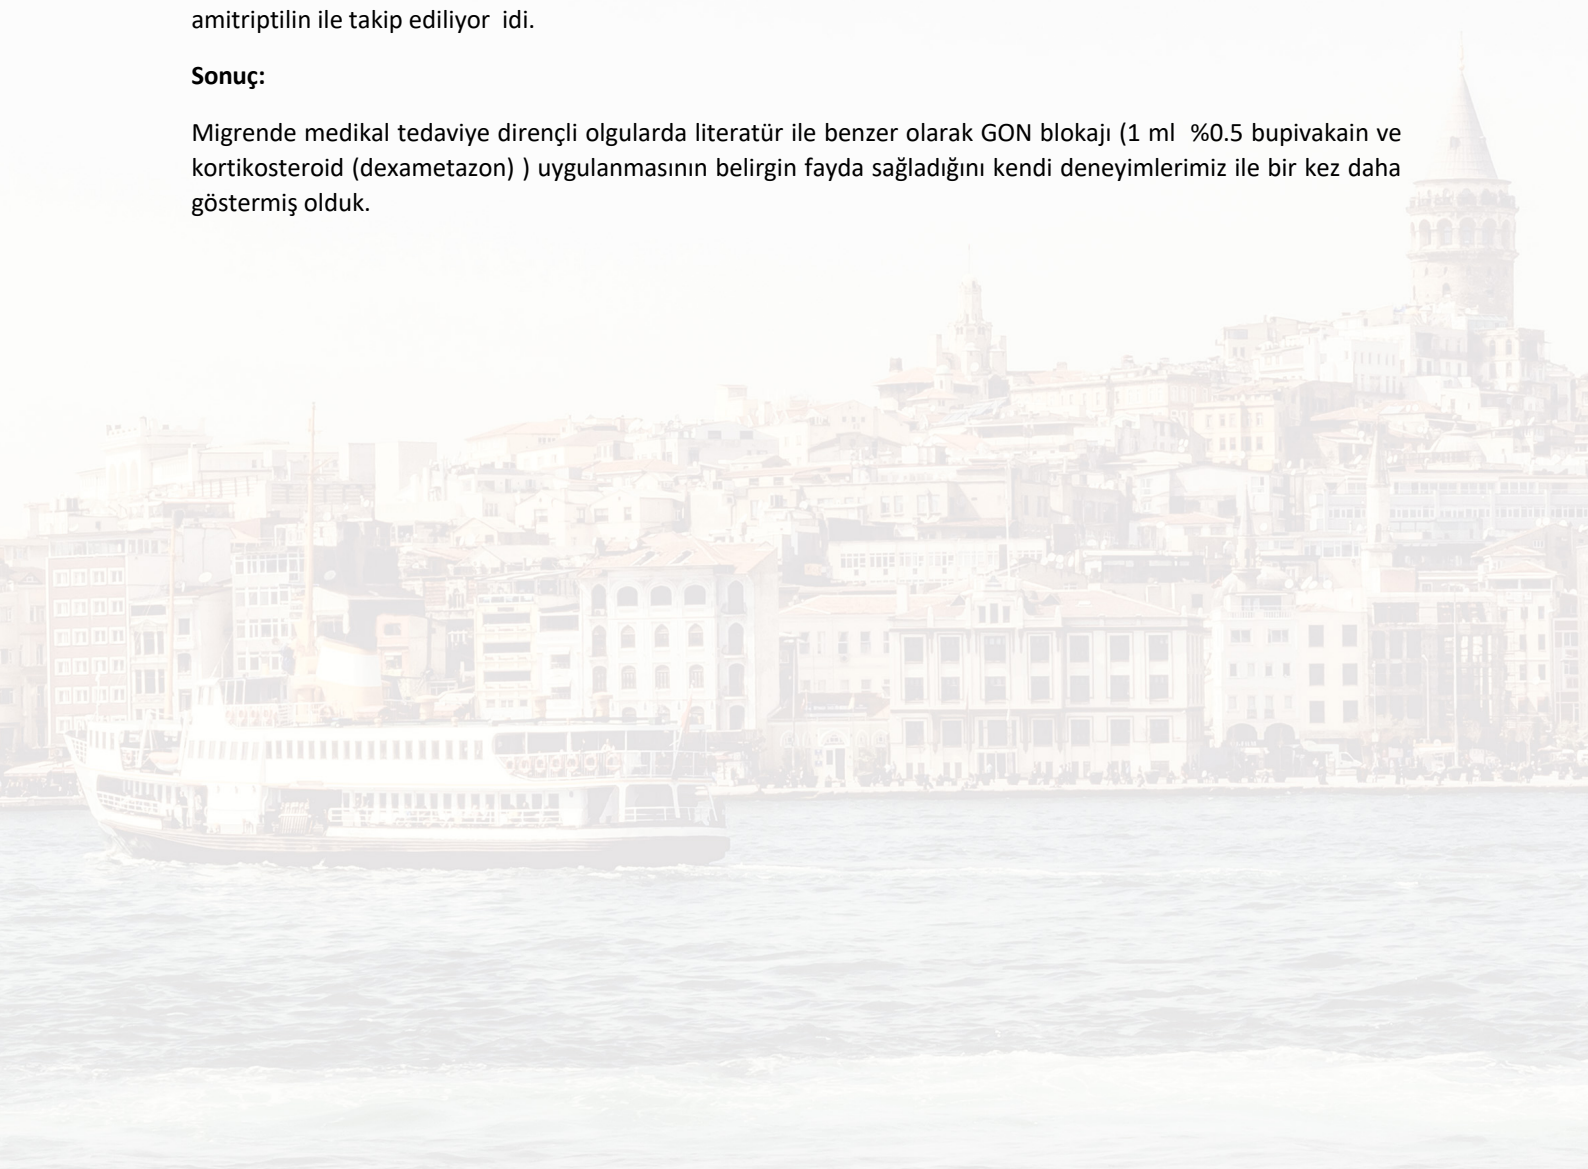 amitriptilin ile takip ediliyor  idi.
Sonuç:
Migrende medikal tedaviye dirençli olgularda literatür ile benzer olarak GON blokajı (1 ml  %0.5 bupivakain ve
kortikosteroid (dexametazon) ) uygulanmasının belirgin fayda sağladığını kendi deneyimlerimiz ile bir kez daha
göstermiş olduk.